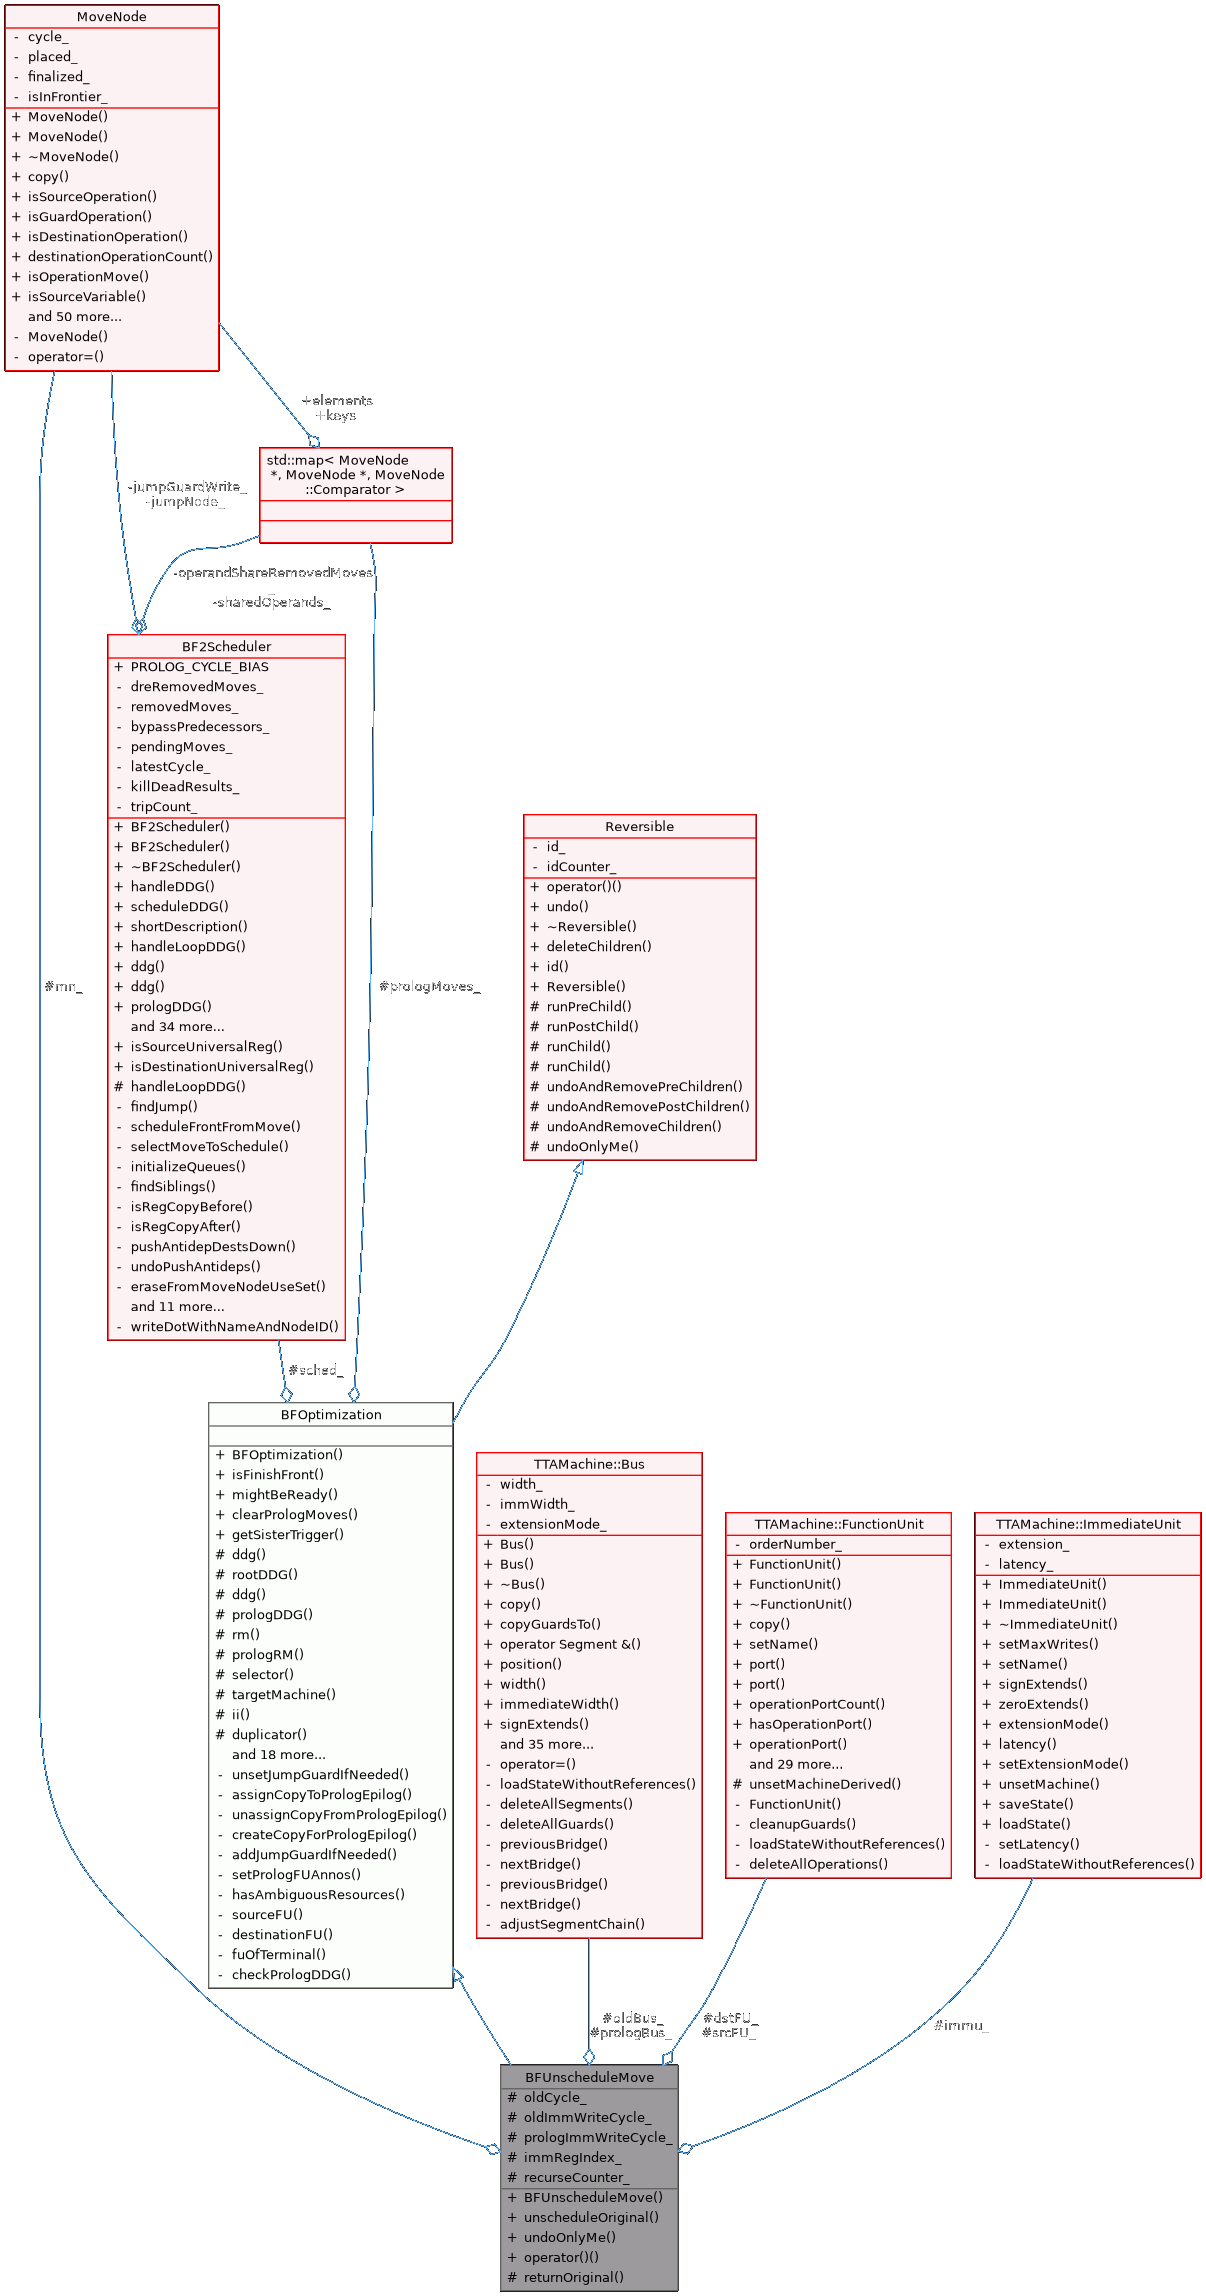 MoveNode
- cycle_
- placed_
- finalized_
- isInFrontier_
+ MoveNode()
+ MoveNode()
+ ~MoveNode()
+ copy()
+ isSourceOperation()
+ isGuardOperation()
+ isDestinationOperation()
+ destinationOperationCount()
+ isOperationMove()
+ isSourceVariable()
and 50 more...
- MoveNode()
- operator=()
+elements
+keys
std::map< MoveNode
*, MoveNode *, MoveNode
::Comparator >
-jumpGuardWrite_
-jumpNode_
-operandShareRemovedMoves
_
-sharedOperands_
BF2Scheduler
+ PROLOG_CYCLE_BIAS
- dreRemovedMoves_
- removedMoves_
- bypassPredecessors_
- pendingMoves_
- latestCycle_
- killDeadResults_
- tripCount_
+ BF2Scheduler()
+ BF2Scheduler()
+ ~BF2Scheduler()
+ handleDDG()
+ scheduleDDG()
+ shortDescription()
+ handleLoopDDG()
+ ddg()
+ ddg()
+ prologDDG()
and 34 more...
+ isSourceUniversalReg()
+ isDestinationUniversalReg()
# handleLoopDDG()
- findJump()
- scheduleFrontFromMove()
- selectMoveToSchedule()
- initializeQueues()
- findSiblings()
- isRegCopyBefore()
- isRegCopyAfter()
- pushAntidepDestsDown()
- undoPushAntideps()
- eraseFromMoveNodeUseSet()
and 11 more...
- writeDotWithNameAndNodeID()
#mn_
#prologMoves_
Reversible
- id_
- idCounter_
+ operator()()
+ undo()
+ ~Reversible()
+ deleteChildren()
+ id()
+ Reversible()
# runPreChild()
# runPostChild()
# runChild()
# runChild()
# undoAndRemovePreChildren()
# undoAndRemovePostChildren()
# undoAndRemoveChildren()
# undoOnlyMe()
#sched_
BFOptimization
+ BFOptimization()
+ isFinishFront()
+ mightBeReady()
+ clearPrologMoves()
+ getSisterTrigger()
# ddg()
# rootDDG()
# ddg()
# prologDDG()
# rm()
# prologRM()
# selector()
# targetMachine()
# ii()
# duplicator()
and 18 more...
- unsetJumpGuardIfNeeded()
- assignCopyToPrologEpilog()
- unassignCopyFromPrologEpilog()
- createCopyForPrologEpilog()
- addJumpGuardIfNeeded()
- setPrologFUAnnos()
- hasAmbiguousResources()
- sourceFU()
- destinationFU()
- fuOfTerminal()
- checkPrologDDG()
TTAMachine::Bus
- width_
- immWidth_
- extensionMode_
+ Bus()
+ Bus()
+ ~Bus()
+ copy()
+ copyGuardsTo()
+ operator Segment &()
+ position()
+ width()
+ immediateWidth()
+ signExtends()
and 35 more...
- operator=()
- loadStateWithoutReferences()
- deleteAllSegments()
- deleteAllGuards()
- previousBridge()
- nextBridge()
- previousBridge()
- nextBridge()
- adjustSegmentChain()
TTAMachine::FunctionUnit
- orderNumber_
+ FunctionUnit()
+ FunctionUnit()
+ ~FunctionUnit()
+ copy()
+ setName()
+ port()
+ port()
+ operationPortCount()
+ hasOperationPort()
+ operationPort()
and 29 more...
# unsetMachineDerived()
- FunctionUnit()
- cleanupGuards()
- loadStateWithoutReferences()
- deleteAllOperations()
TTAMachine::ImmediateUnit
- extension_
- latency_
+ ImmediateUnit()
+ ImmediateUnit()
+ ~ImmediateUnit()
+ setMaxWrites()
+ setName()
+ signExtends()
+ zeroExtends()
+ extensionMode()
+ latency()
+ setExtensionMode()
+ unsetMachine()
+ saveState()
+ loadState()
- setLatency()
- loadStateWithoutReferences()
#oldBus_
#prologBus_
#dstFU_
#srcFU_
#immu_
BFUnscheduleMove
# oldCycle_
# oldImmWriteCycle_
# prologImmWriteCycle_
# immRegIndex_
# recurseCounter_
+ BFUnscheduleMove()
+ unscheduleOriginal()
+ undoOnlyMe()
+ operator()()
# returnOriginal()